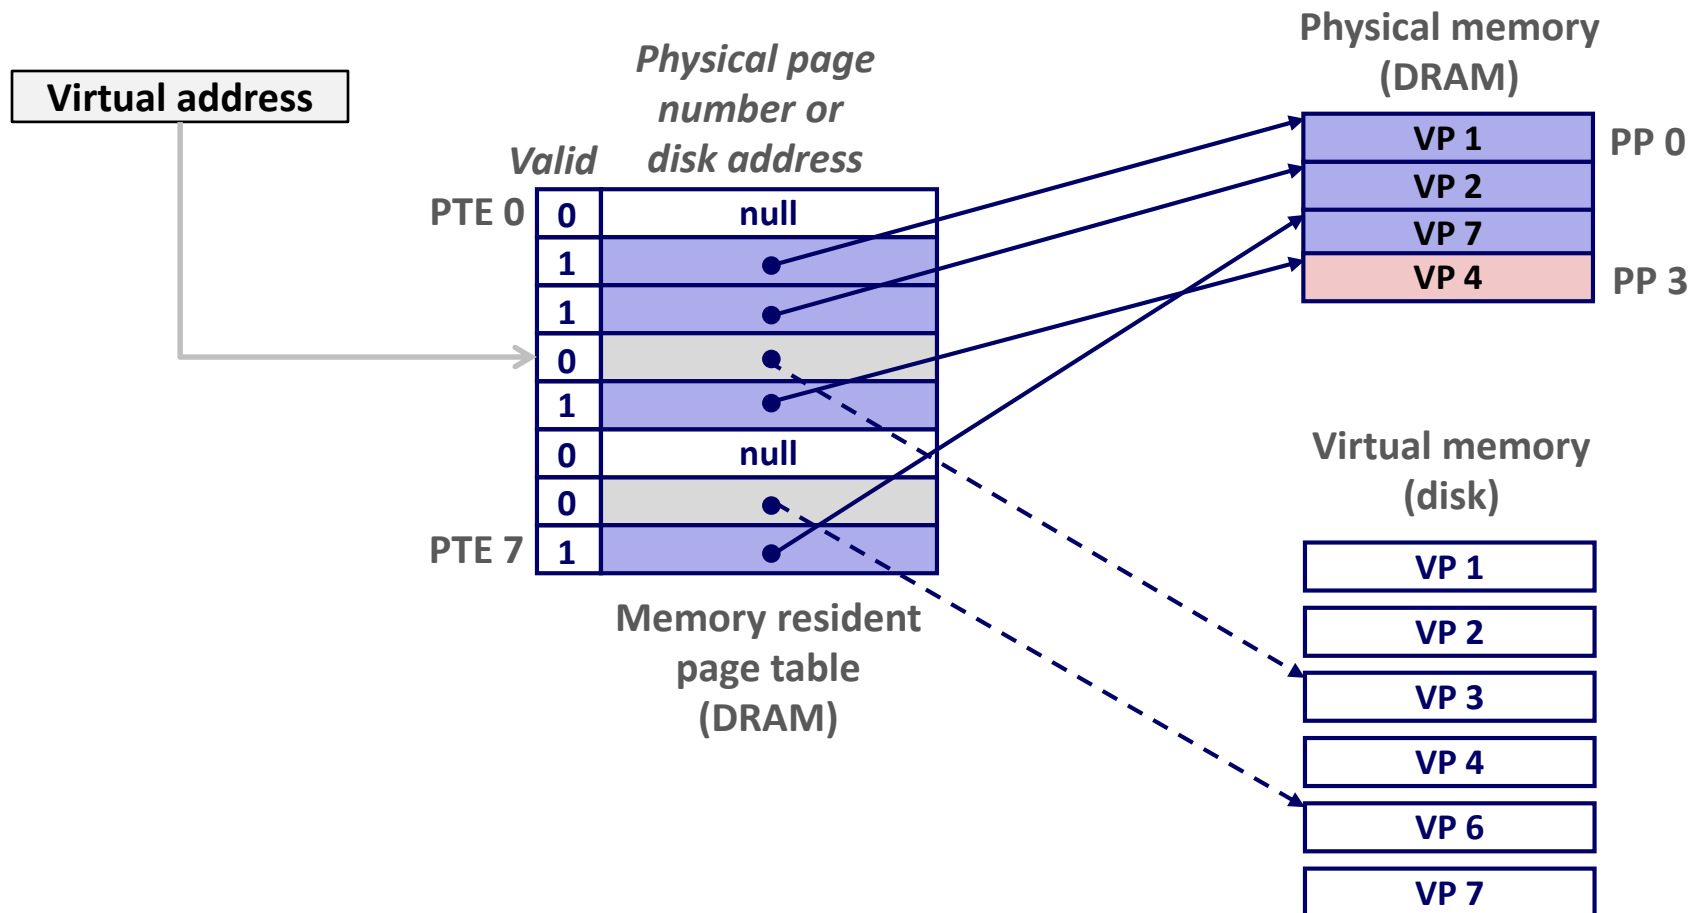 Virtual address
Physical page
number or
disk address
Valid
PTE 0
0
null
1
1
0
1
0
null
0
PTE 7
1
Memory resident
page table
(DRAM)
Physical memory
(DRAM)
VP 1
PP 0
VP 2
VP 7
VP 4
PP 3
Virtual memory
(disk)
VP 1
VP 2
VP 3
VP 4
VP 6
VP 7